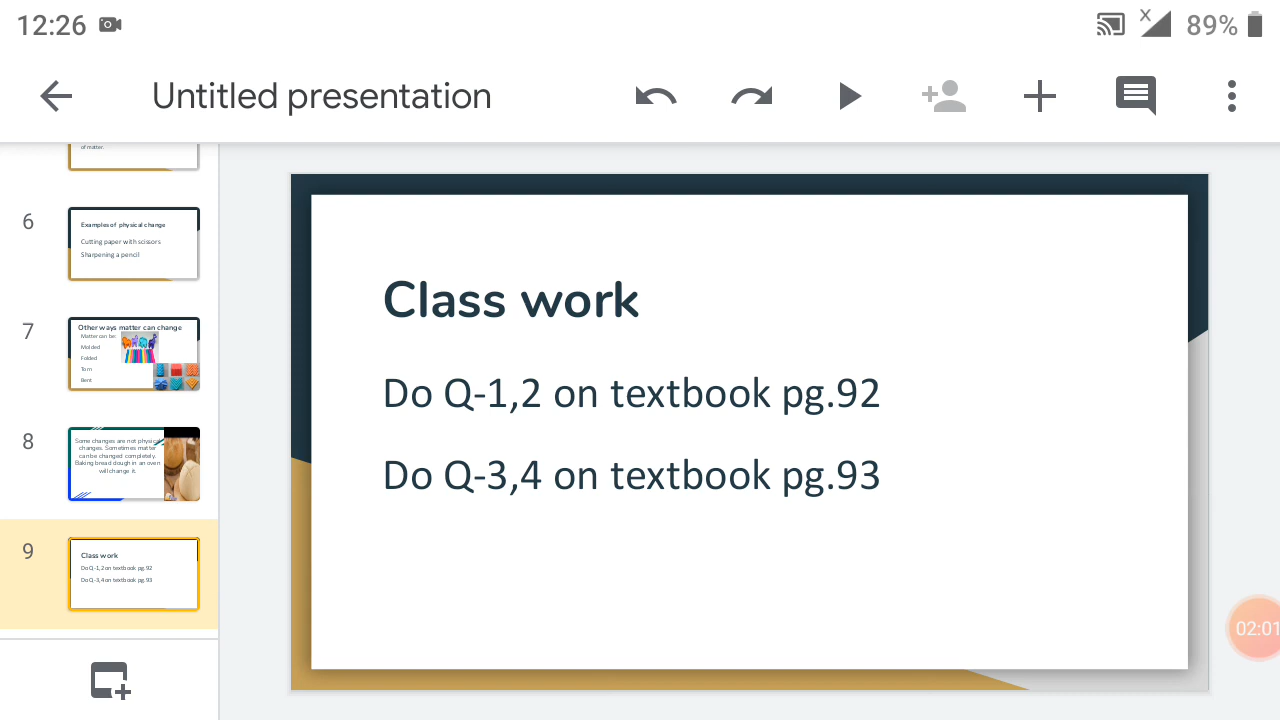 12:26
X
89%
Untitled presentation
of matter.
6
Examples of physical change
Cutting paper with scissors
Sharpening a pencil
7
Other ways matter can change
Matter can be:
Molded
Folded
Torn
Bent
8
Some changes are not physical
changes. Sometimes matter
can be changed completely.
Baking bread dough in an oven
will change it.
9
Class work
Do Q-1,2 on textbook pg.92
Do Q-3,4 on textbook pg.93
Class work
Do Q-1,2 on textbook pg.92
Do Q-3,4 on textbook pg.93
02:01